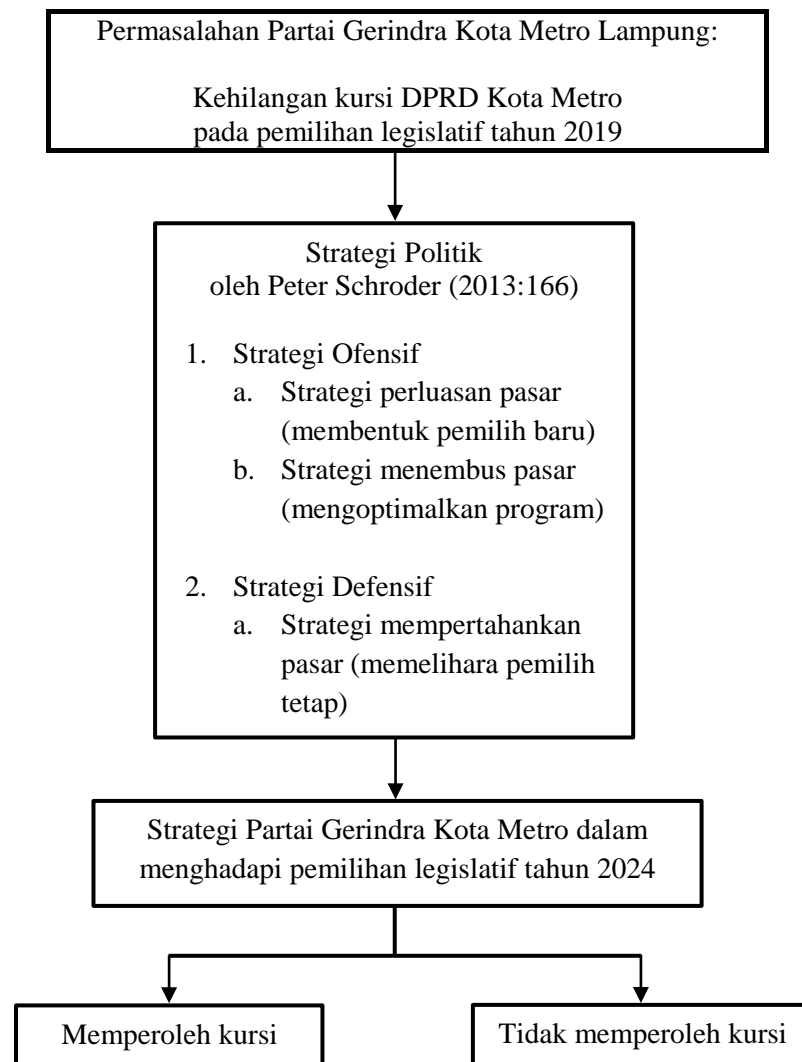 Permasalahan Partai Gerindra Kota Metro Lampung:
Kehilangan kursi DPRD Kota Metro
pada pemilihan legislatif tahun 2019
Strategi Politik
oleh Peter Schroder (2013:166)
1. Strategi Ofensif
a. Strategi perluasan pasar
(membentuk pemilih baru)
b. Strategi menembus pasar
(mengoptimalkan program)
2. Strategi Defensif
a. Strategi mempertahankan
pasar (memelihara pemilih
tetap)
Strategi Partai Gerindra Kota Metro dalam
menghadapi pemilihan legislatif tahun 2024
Memperoleh kursi
Tidak memperoleh kursi